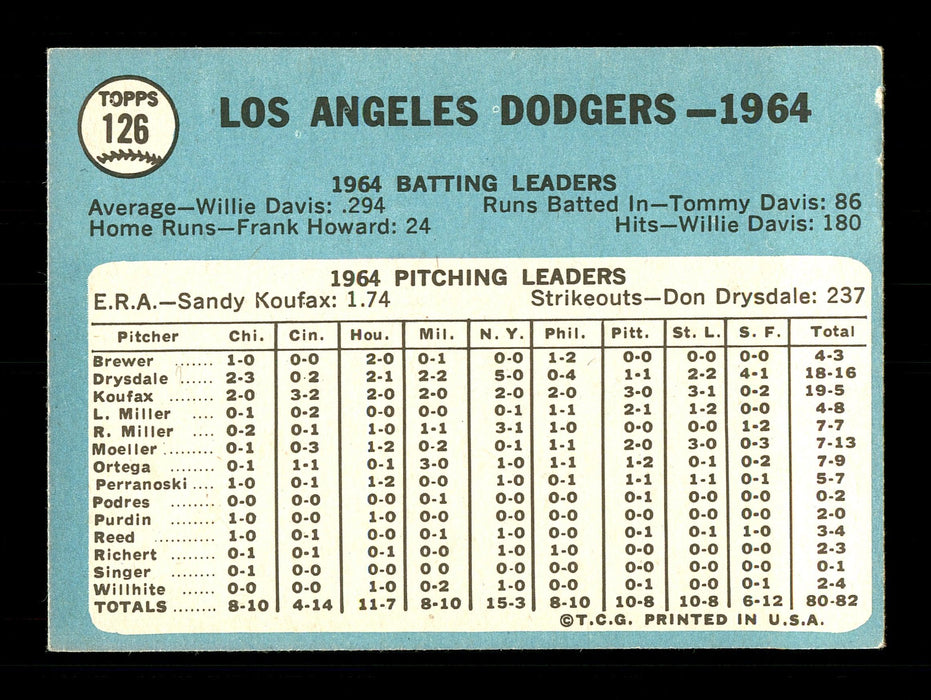 TOPPS
126
LOS ANGELES DODGERS—1964
1964 BATTING LEADERS
Average—Willie Davis: .294 Runs Batted In—Tommy Davis: 86
Home Runs—Frank Howard: 24 Hits—Willie Davis: 180
1964 PITCHING LEADERS
E.R.A.—Sandy Koufax: 1.74 Strikeouts—Don Drysdale: 237
Pitcher Chi. Cin. Hou. Mil. N. Y. Phil. Pitt. St. L. S. F. Total
Brewer ...... 1-0 0-0 2-0 0-1 0-0 1-2 0-0 0-0 0-0 4-3
Drysdale ...... 2-3 0-2 2-1 2-2 5-0 0-4 1-1 2-2 4-1 18-16
Koufax ........ 2-0 3-2 2-0 2-0 2-0 2-0 3-0 3-1 0-2 19-5
L. Miller .... 0-1 0-2 0-0 0-0 0-1 1-1 2-1 1-2 0-0 4-8
R. Miller .... 0-2 0-1 1-0 1-1 3-1 1-0 0-0 0-0 1-2 7-7
Moeller ........ 0-1 0-3 1-2 0-2 0-1 1-1 2-0 3-0 0-3 7-13
Ortega ........ 0-1 1-1 0-1 3-0 1-0 1-1 1-2 0-1 0-2 7-9
Perranoski .... 1-0 0-1 1-2 0-0 1-0 0-1 1-1 1-1 0-1 5-7
Podres ........ 0-0 0-0 0-0 0-1 0-0 0-0 0-1 0-0 0-0 0-2
Purdin ........ 1-0 0-0 1-0 0-0 0-0 0-0 0-0 0-0 0-0 2-0
Reed .......... 1-0 0-1 0-0 0-1 1-0 0-0 0-1 0-1 1-0 3-4
Richert ........ 0-1 0-1 0-1 0-0 1-0 1-0 0-0 0-0 0-0 2-3
Singer ........ 0-1 0-0 0-0 0 0 0-0 0-0 0-0 0-0 0-0 0-1
Willhite ...... 0-0 0-0 1-0 0-2 1-0 0-0 0-1 0-0 0-1 2-4
TOTALS ........ 8-10 4-14 11-7 8-10 15-3 8-10 10-8 10-8 6-12 80-82
©T.C.G. PRINTED IN U.S.A.